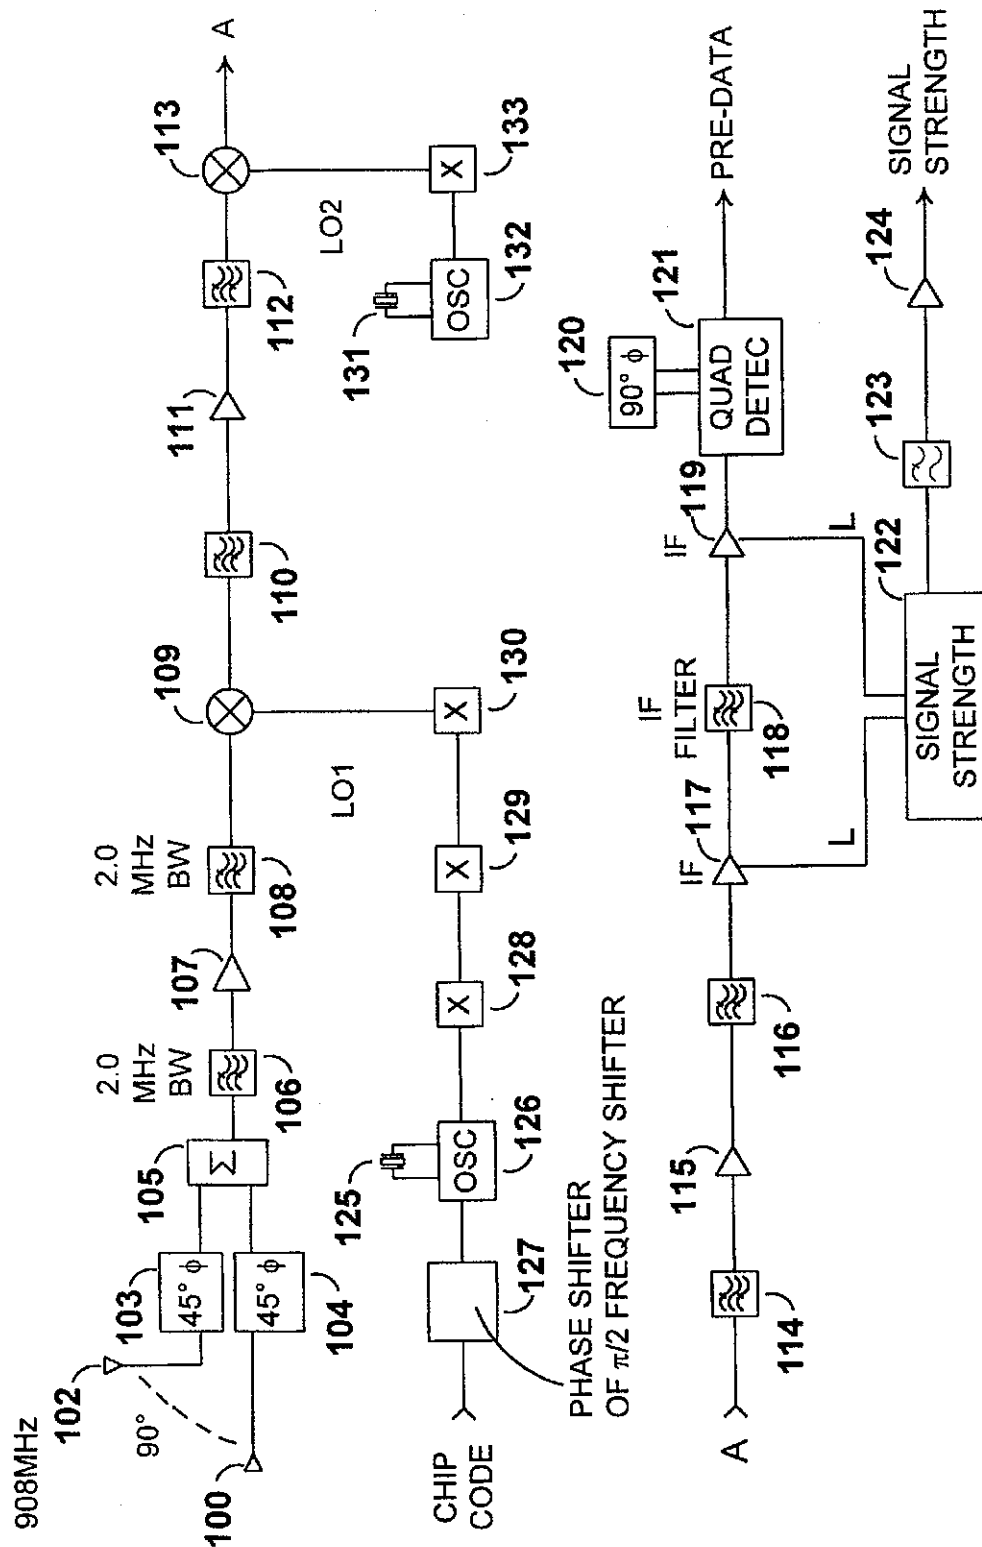 908MHz
102
90°
100
103
45° ϕ
45° ϕ
104
105
Σ
2.0
MHz
BW
106
107
2.0
MHz
BW
108
109
110
111
112
113
A
LO1
LO2
CHIP
CODE
127
PHASE SHIFTER
OF π/2 FREQUENCY SHIFTER
125
OSC
126
X
128
X
129
X
130
131
OSC
132
X
133
A
114
115
116
IF
117
IF
FILTER
118
IF
119
90° ϕ
120
QUAD
DETEC
121
PRE-DATA
L
L
SIGNAL
STRENGTH
122
123
124
SIGNAL
STRENGTH